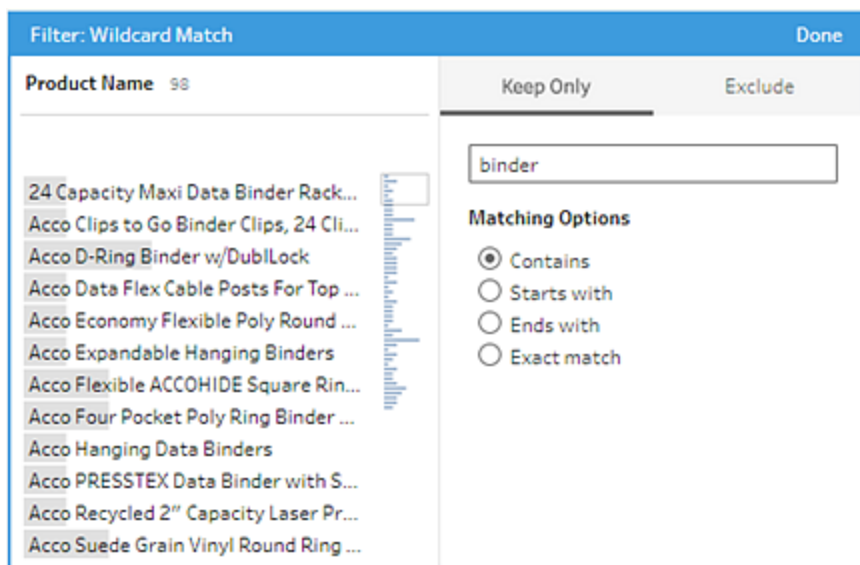 Filter: Wildcard Match
Done
Product Name 98
Keep Only
Exclude
binder
Matching Options
Contains
Starts with
Ends with
Exact match
24 Capacity Maxi Data Binder Rack...
Acco Clips to Go Binder Clips, 24 Cli...
Acco D-Ring Binder w/DublLock
Acco Data Flex Cable Posts For Top ...
Acco Economy Flexible Poly Round ...
Acco Expandable Hanging Binders
Acco Flexible ACCOHIDE Square Rin...
Acco Four Pocket Poly Ring Binder ...
Acco Hanging Data Binders
Acco PRESSTEX Data Binder with S...
Acco Recycled 2” Capacity Laser Pr...
Acco Suede Grain Vinyl Round Ring ...